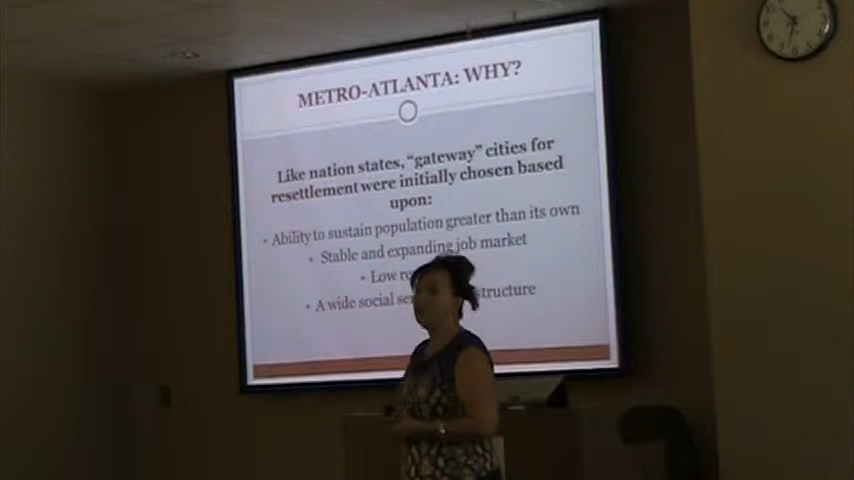 METRO-ATLANTA: WHY?
Like nation states, "gateway" cities for
resettlement were initially chosen based
upon:
• Ability to sustain population greater than its own
• Stable and expanding job market
• Low
• A wide social